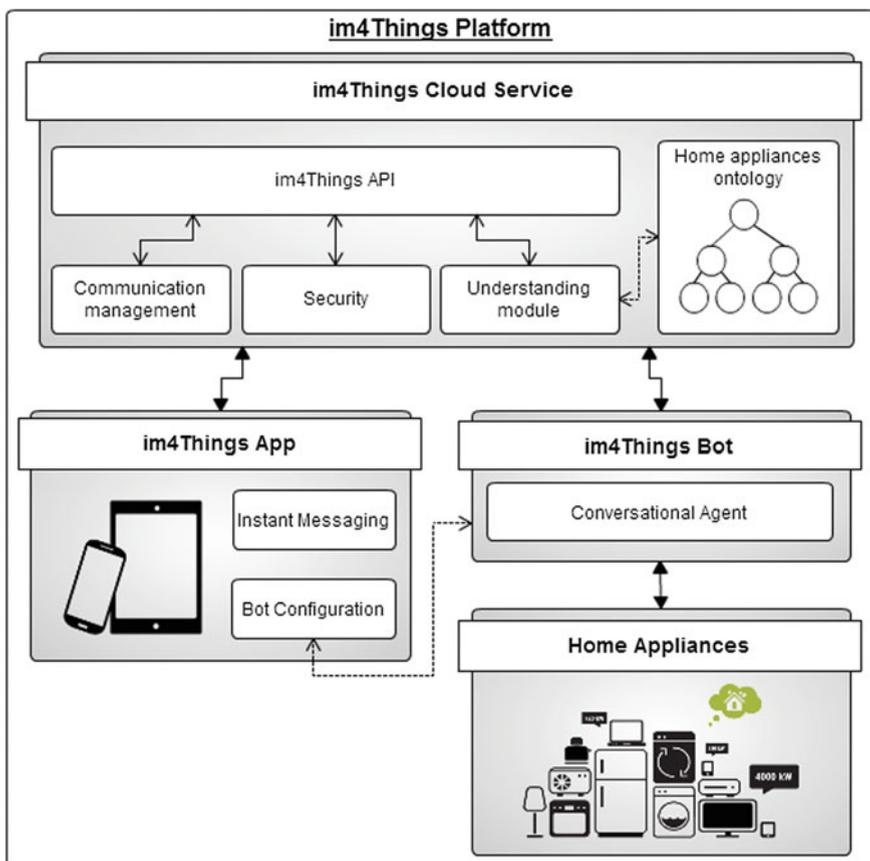 im4Things Platform
im4Things Cloud Service
im4Things API
Home appliances
ontology
Communication
management
Security
Understanding
module
im4Things App
Instant Messaging
Bot Configuration
im4Things Bot
Conversational Agent
Home Appliances
4000 kW